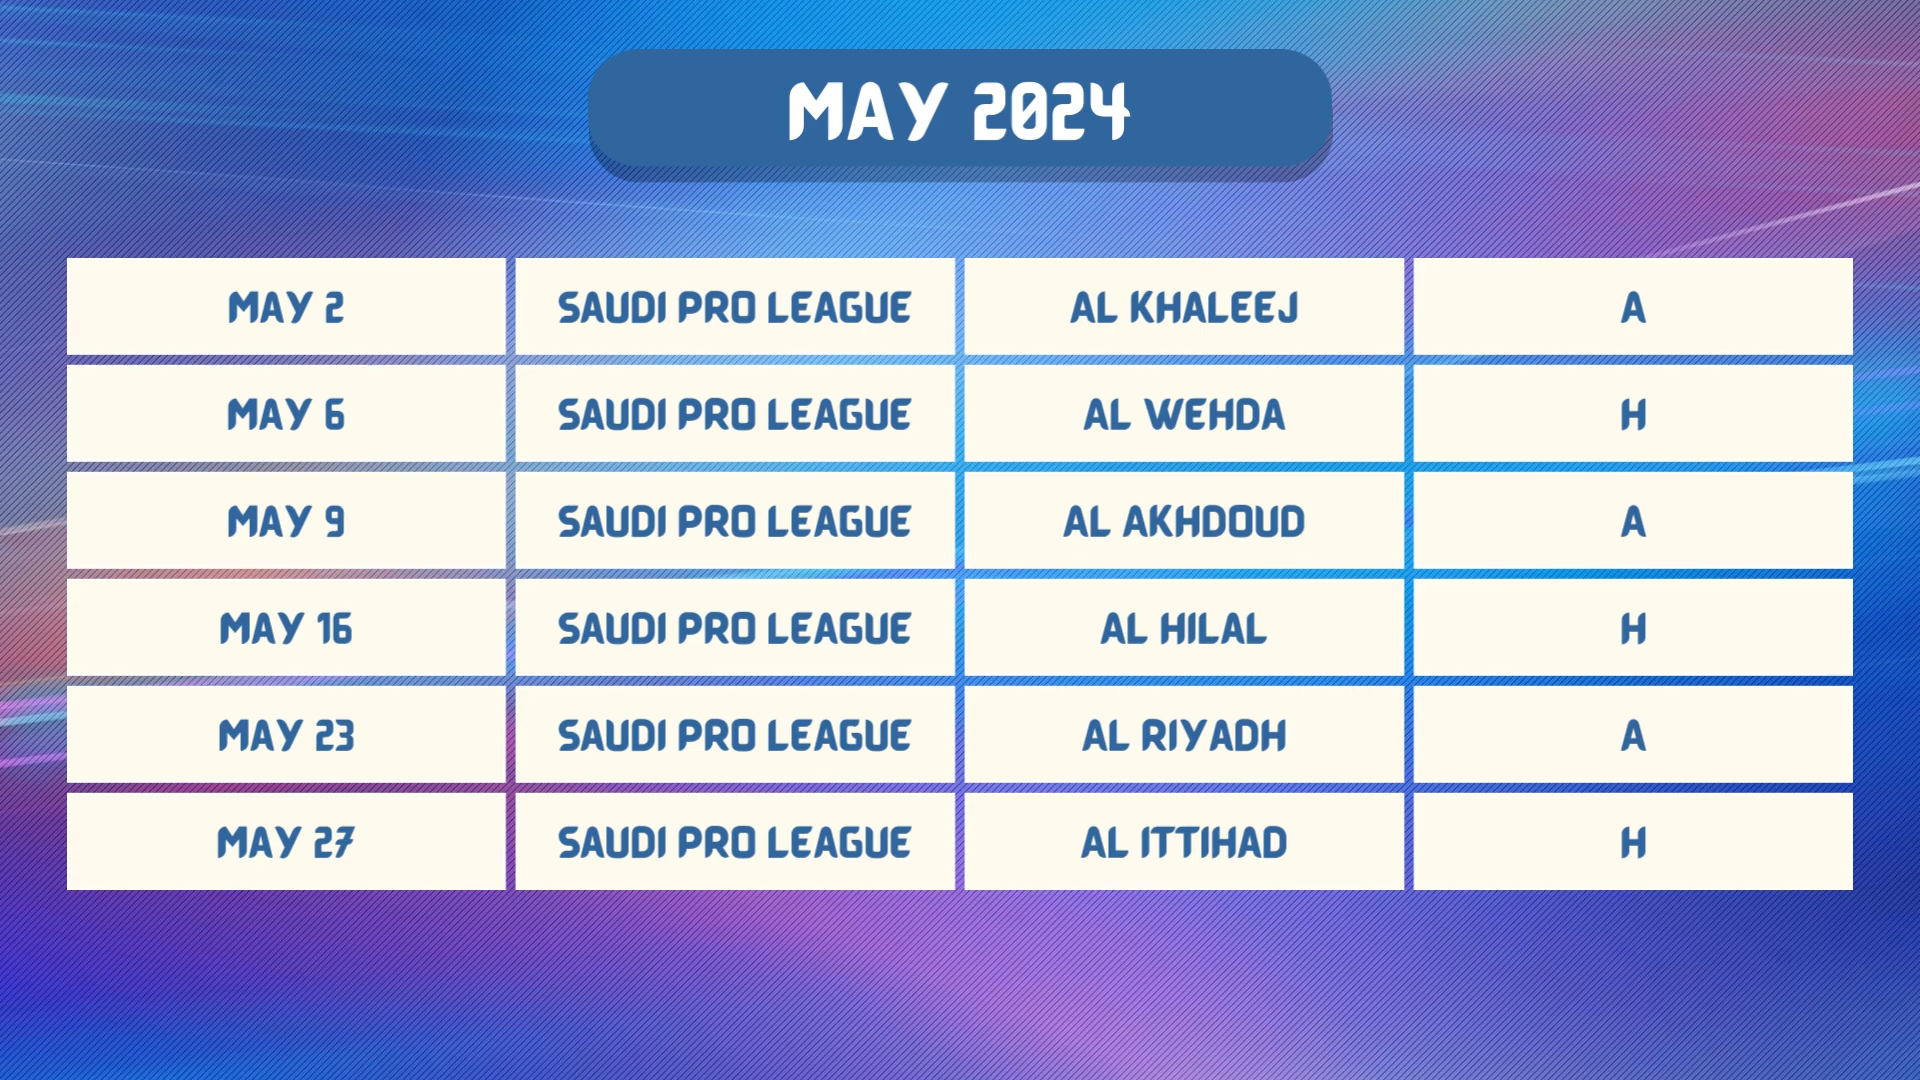 MAY 2024
MAY 2 SAUDI PRO LEAGUE AL KHALEEJ A
MAY 6 SAUDI PRO LEAGUE AL WEHDA H
MAY 9 SAUDI PRO LEAGUE AL AKHDOUD A
MAY 16 SAUDI PRO LEAGUE AL HILAL H
MAY 23 SAUDI PRO LEAGUE AL RIYADH A
MAY 27 SAUDI PRO LEAGUE AL ITTIHAD H